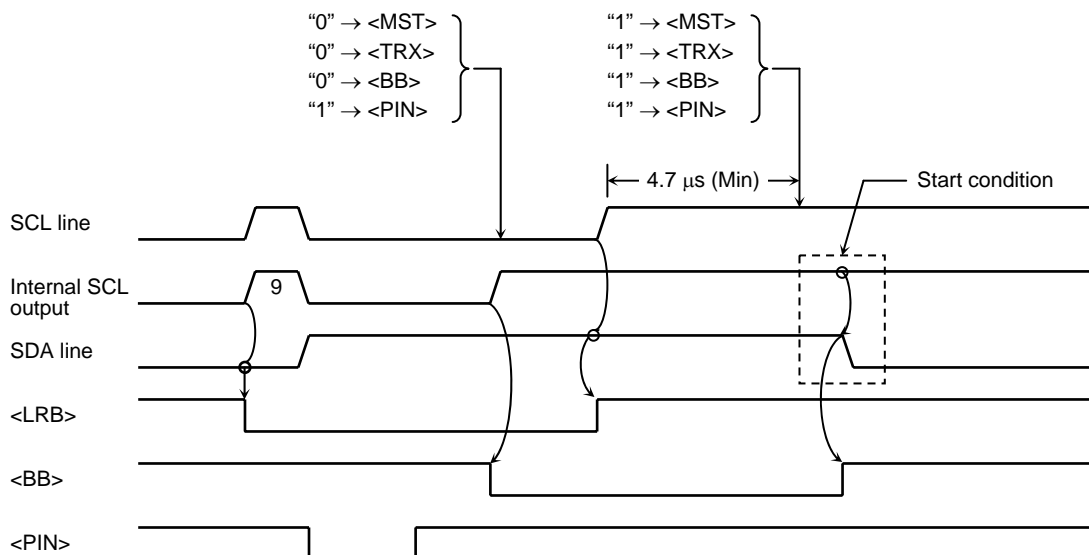 “0” → <MST>
“0” → <TRX>
“0” → <BB>
“1” → <PIN>
“1” → <MST>
“1” → <TRX>
“1” → <BB>
“1” → <PIN>
4.7 μs (Min)
Start condition
SCL line
Internal SCL
output
9
SDA line
<LRB>
<BB>
<PIN>